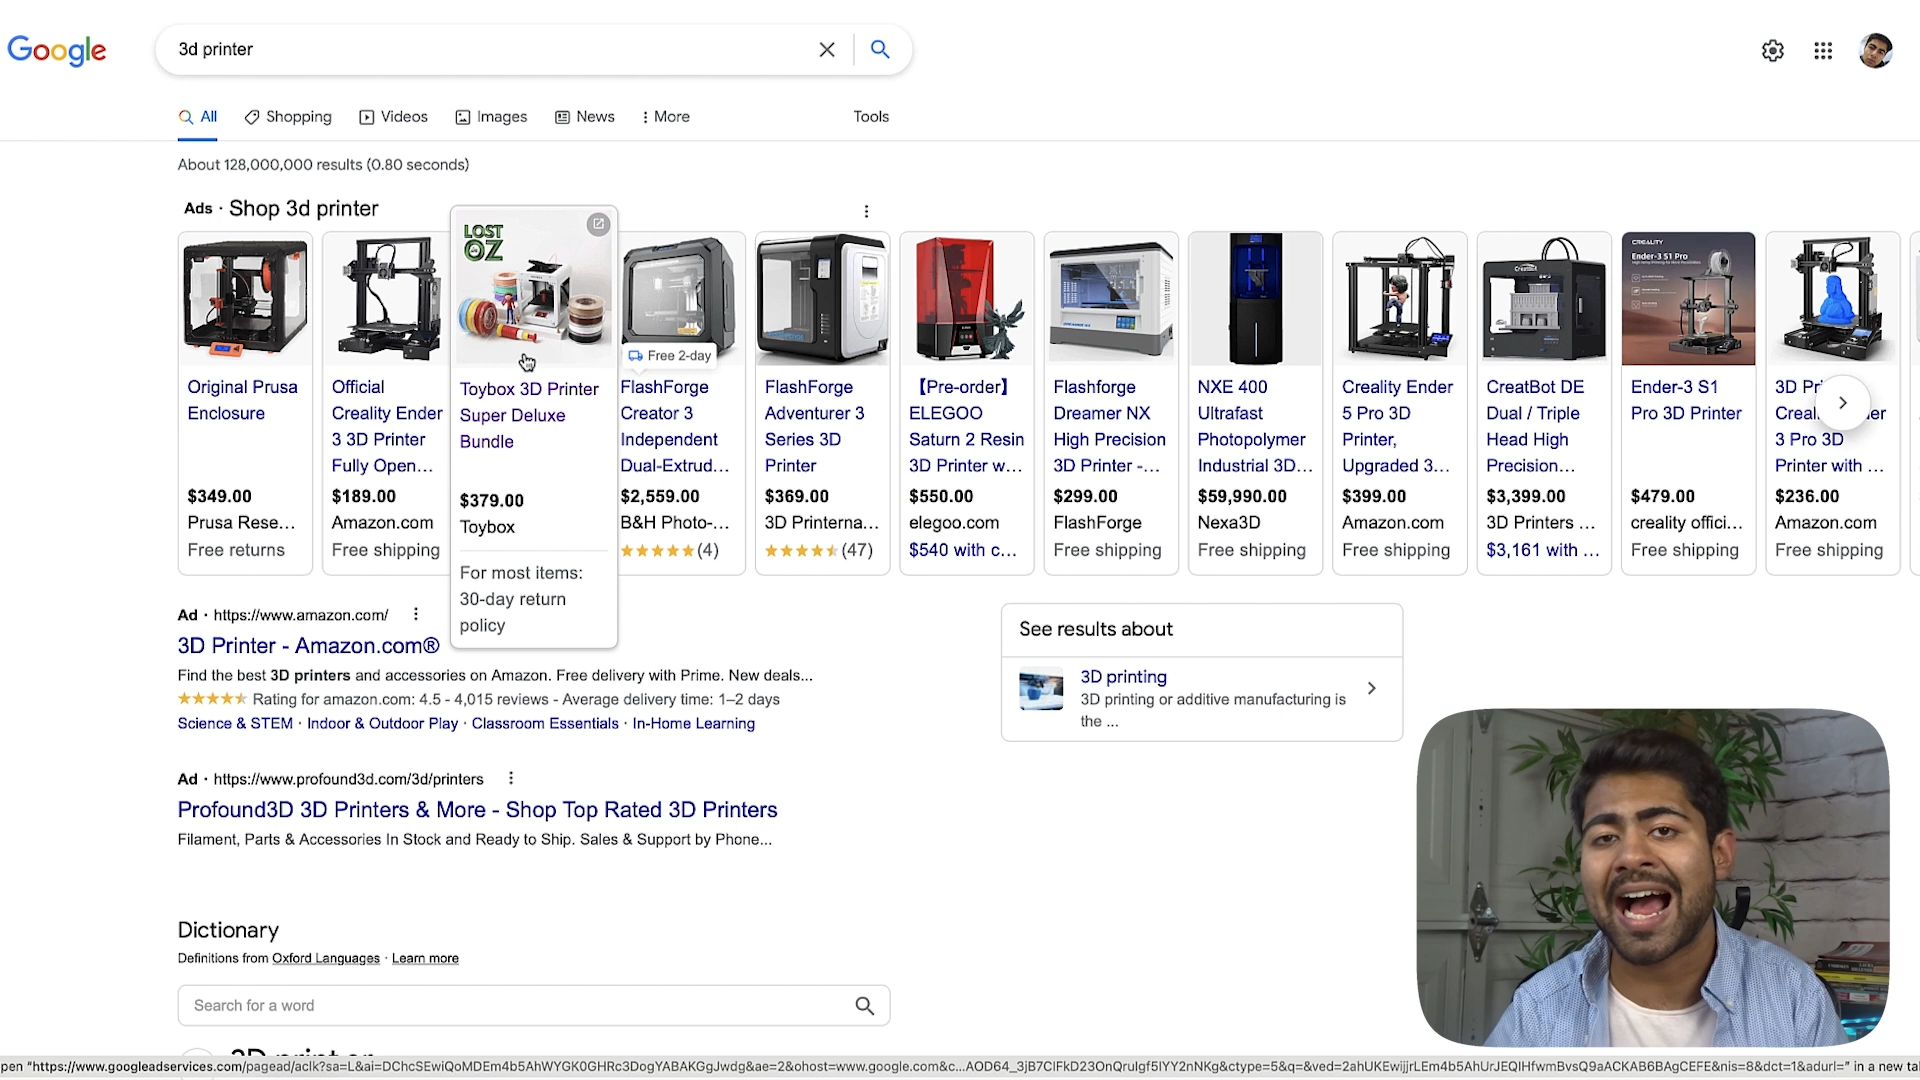 Google
3d printer
All
Shopping
Videos
Images
News
More
Tools
About 128,000,000 results (0.80 seconds)
Ads · Shop 3d printer
Original Prusa
Enclosure
$349.00
Prusa Rese...
Free returns
Official
Creality Ender
3 3D Printer
Fully Open...
$189.00
Amazon.com
Free shipping
LOST
OZ
Toybox 3D Printer
Super Deluxe
Bundle
$379.00
Toybox
For most items:
30-day return
policy
Free 2-day
FlashForge
Creator 3
Independent
Dual-Extrud...
$2,559.00
B&H Photo-...
(4)
FlashForge
Adventurer 3
Series 3D
Printer
$369.00
3D Printerna...
(47)
【Pre-order】
ELEGOO
Saturn 2 Resin
3D Printer w...
$550.00
elegoo.com
$540 with c...
Flashforge
Dreamer NX
High Precision
3D Printer -...
$299.00
FlashForge
Free shipping
NXE 400
Ultrafast
Photopolymer
Industrial 3D...
$59,990.00
Nexa3D
Free shipping
Creality Ender
5 Pro 3D
Printer,
Upgraded 3...
$399.00
Amazon.com
Free shipping
CreatBot
CreatBot DE
Dual / Triple
Head High
Precision...
$3,399.00
3D Printers ...
$3,161 with ...
CREALITY
Ender-3 S1 Pro
Ender-3 S1
Pro 3D Printer
$479.00
creality offici...
Free shipping
3 Pro 3D
Printer with ...
$236.00
Amazon.com
Free shipping
Ad · https://www.amazon.com/
3D Printer - Amazon.com®
Find the best 3D printers and accessories on Amazon. Free delivery with Prime. New deals...
Rating for amazon.com: 4.5 - 4,015 reviews - Average delivery time: 1–2 days
Science & STEM · Indoor & Outdoor Play · Classroom Essentials · In-Home Learning
Ad · https://www.profound3d.com/3d/printers
Profound3D 3D Printers & More - Shop Top Rated 3D Printers
Filament, Parts & Accessories In Stock and Ready to Ship. Sales & Support by Phone...
See results about
3D printing
3D printing or additive manufacturing is
the ...
Dictionary
Definitions from Oxford Languages · Learn more
Search for a word